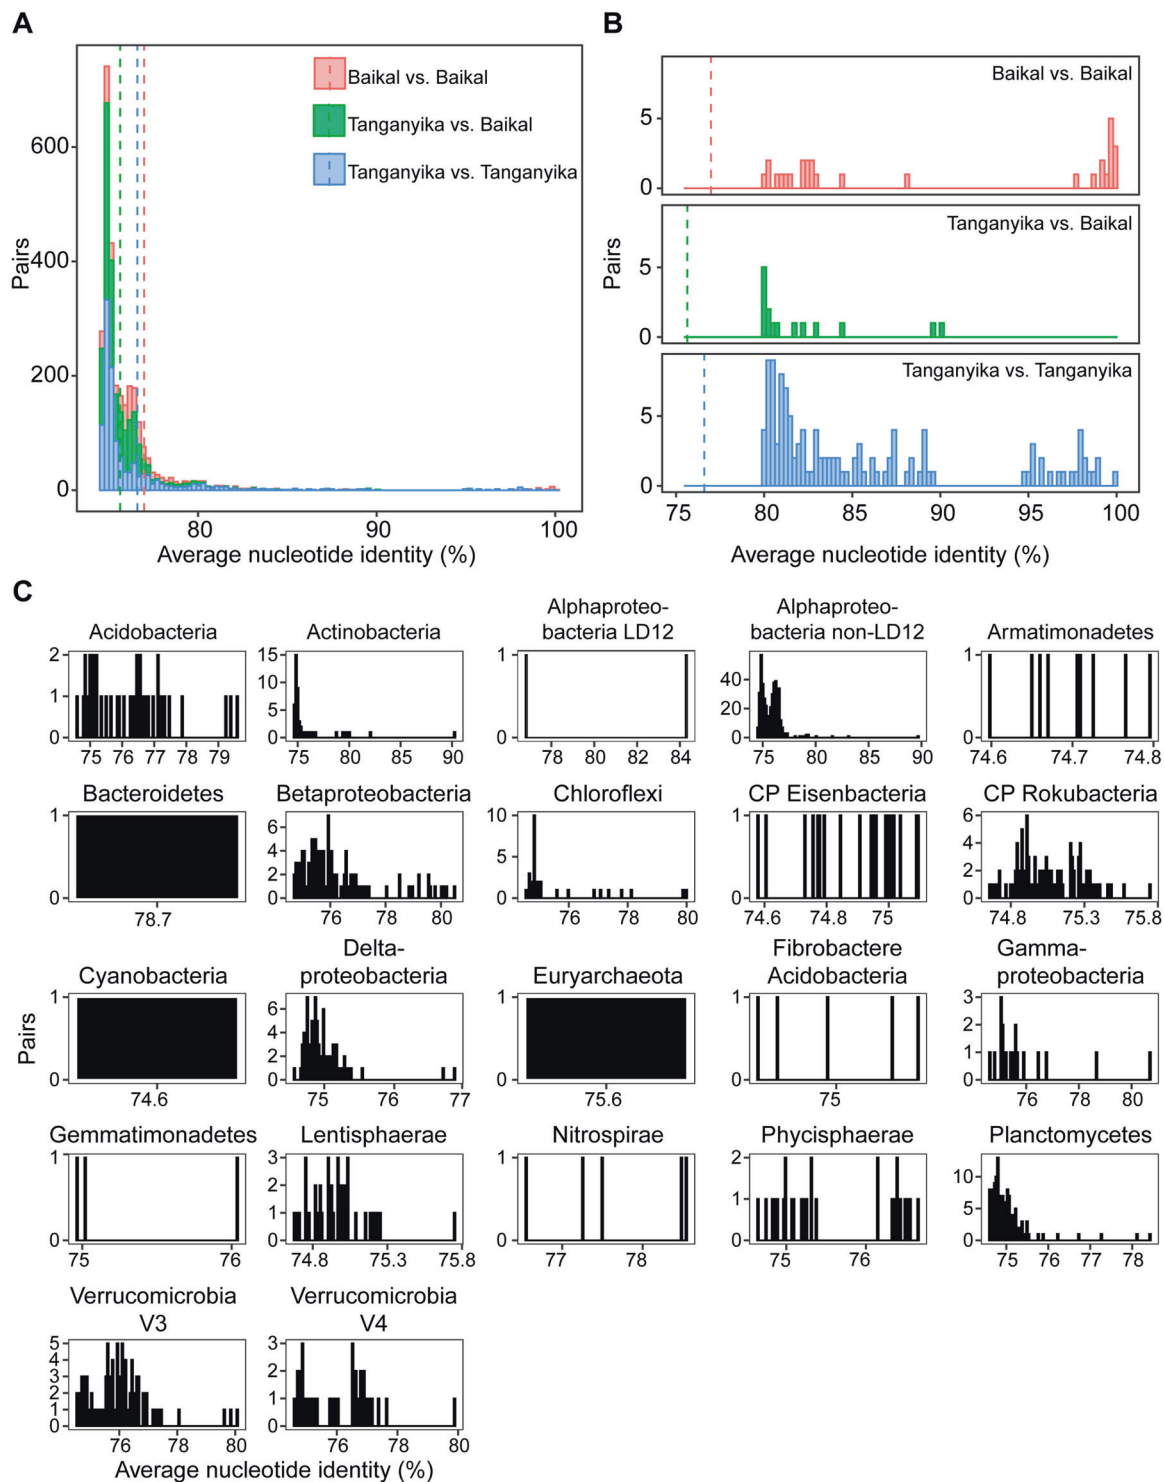 A
Baikal vs. Baikal
Tanganyika vs. Baikal
Tanganyika vs. Tanganyika
Pairs
600
400
200
0
80
90
100
Average nucleotide identity (%)
B
Baikal vs. Baikal
5
0
Tanganyika vs. Baikal
5
0
Tanganyika vs. Tanganyika
5
0
Pairs
75
80
85
90
95
100
Average nucleotide identity (%)
C
Acidobacteria
2
1
0
75 76 77 78 79
Actinobacteria
15
10
5
0
75 80 85 90
Alphaproteo-
bacteria LD12
1
0
78 80 82 84
Alphaproteo-
bacteria non-LD12
40
20
0
75 80 85 90
Armatimonadetes
1
0
74.6 74.7 74.8
Bacteroidetes
1
0
78.7
Betaproteobacteria
6
4
2
0
76 78 80
Chloroflexi
10
5
0
76 78 80
CP Eisenbacteria
1
0
74.6 74.8 75
CP Rokubacteria
6
4
2
0
74.8 75.3 75.8
Cyanobacteria
1
0
74.6
Delta-
proteobacteria
6
4
2
0
75 76 77
Euryarchaeota
1
0
75.6
Fibrobactere
Acidobacteria
1
0
75
Gamma-
proteobacteria
3
2
1
0
76 78 80
Pairs
Gemmatimonadetes
1
0
75 76
Lentisphaerae
3
2
1
0
74.8 75.3 75.8
Nitrospirae
1
0
77 78
Phycisphaerae
2
1
0
75 76
Planctomycetes
10
5
0
75 76 77 78
Verrucomicrobia
V3
5
4
3
2
1
0
76 78 80
Verrucomicrobia
V4
3
2
1
0
76 78 80
Average nucleotide identity (%)